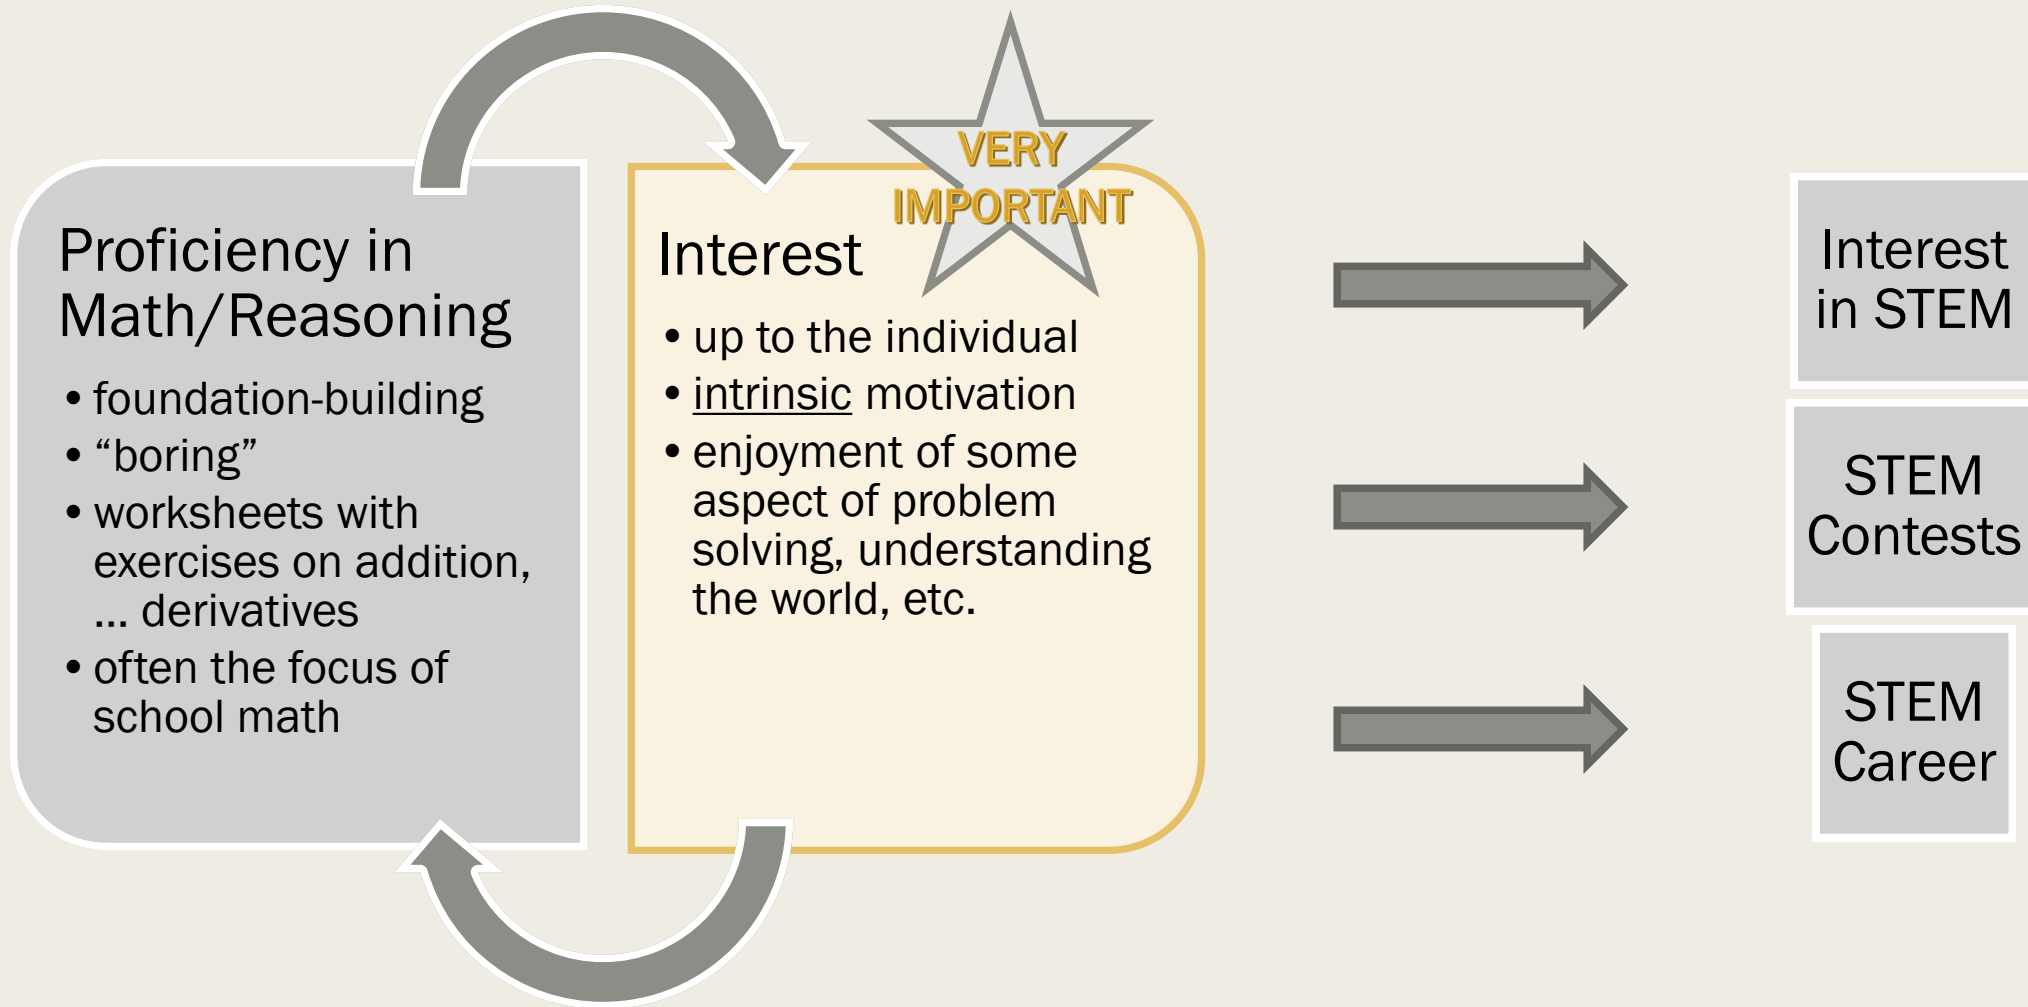 Proficiency in
Math/Reasoning
• foundation-building
• “boring”
• worksheets with
exercises on addition,
… derivatives
• often the focus of
school math
VERY
IMPORTANT
Interest
• up to the individual
• intrinsic motivation
• enjoyment of some
aspect of problem
solving, understanding
the world, etc.
Interest
in STEM
STEM
Contests
STEM
Career